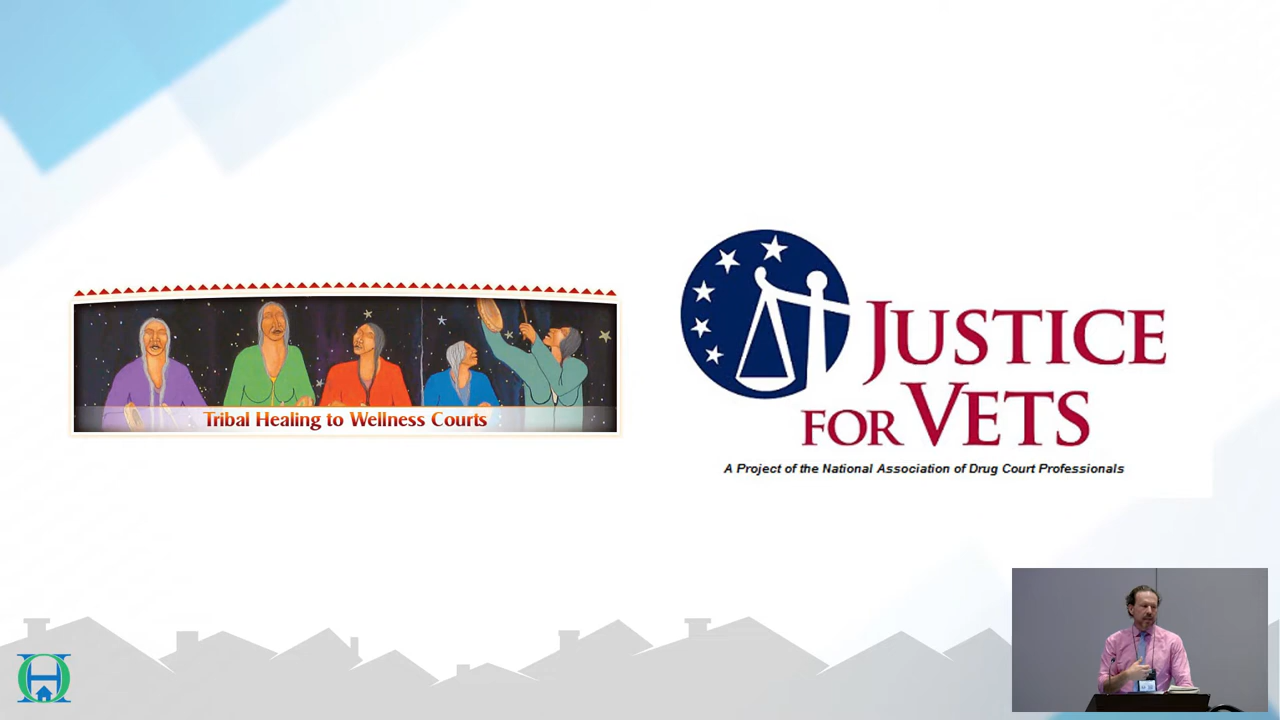 Tribal Healing to Wellness Courts
JUSTICE
FOR VETS
A Project of the National Association of Drug Court Professionals